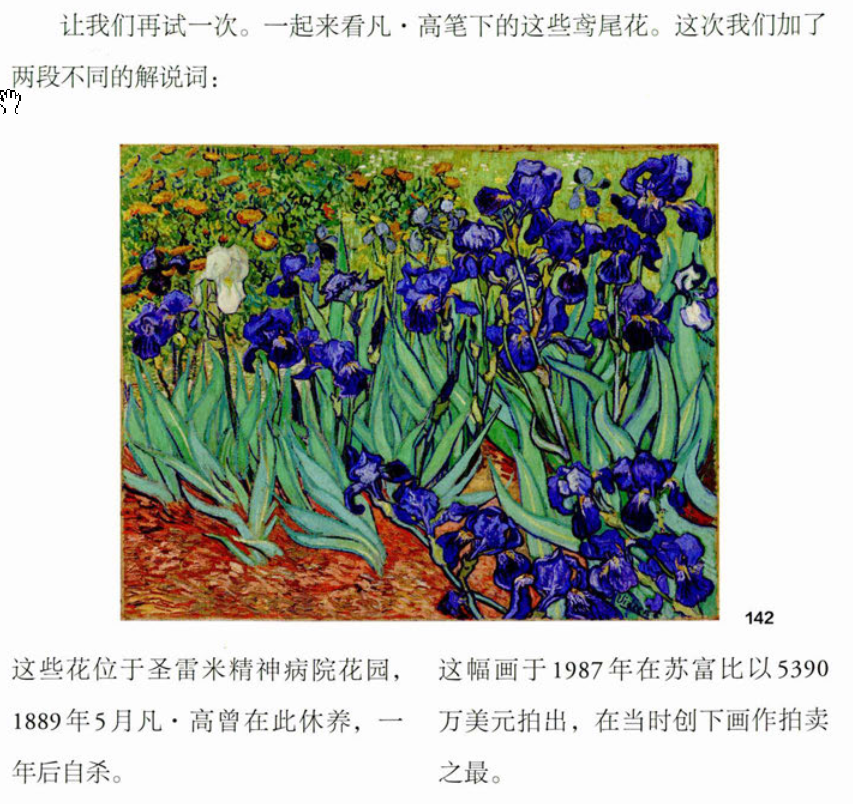 让我们再试一次。一起来看凡·高笔下的这些鸢尾花。这次我们加了
两段不同的解说词：
142
这些花位于圣雷米精神病院花园，
1889年5月凡·高曾在此休养，一
年后自杀。
这幅画于1987年在苏富比以5390
万美元拍出，在当时创下画作拍卖
之最。